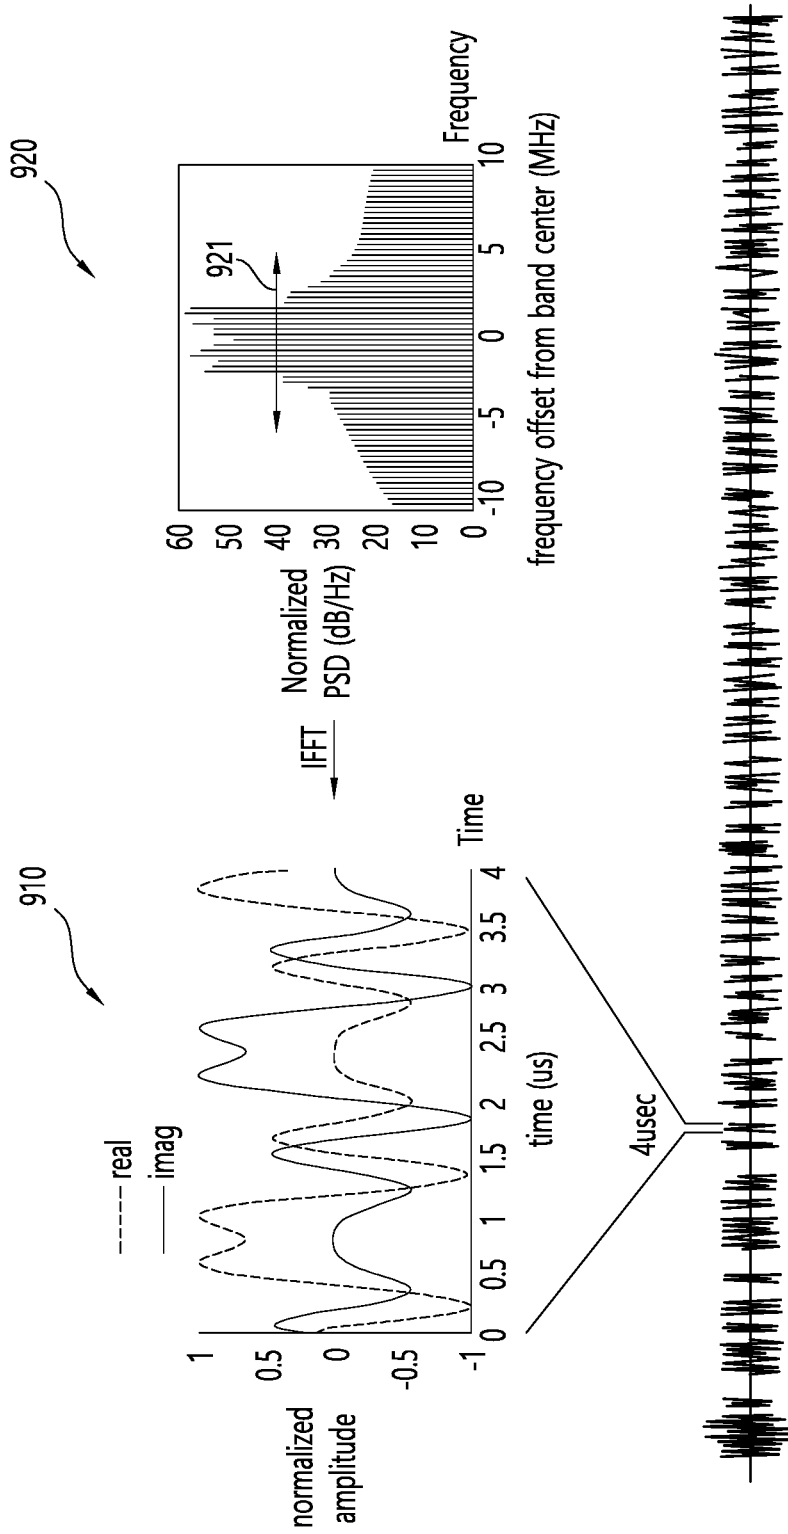 910
920
--- real
— imag
normalized
amplitude
1
0.5
0
-0.5
-1
0 0.5 1 1.5 2 2.5 3 3.5 4
Time
time (us)
IFFT
Normalized
PSD (dB/Hz)
60
50
40
30
20
10
0
921
-10 -5 0 5 10
Frequency
frequency offset from band center (MHz)
4usec